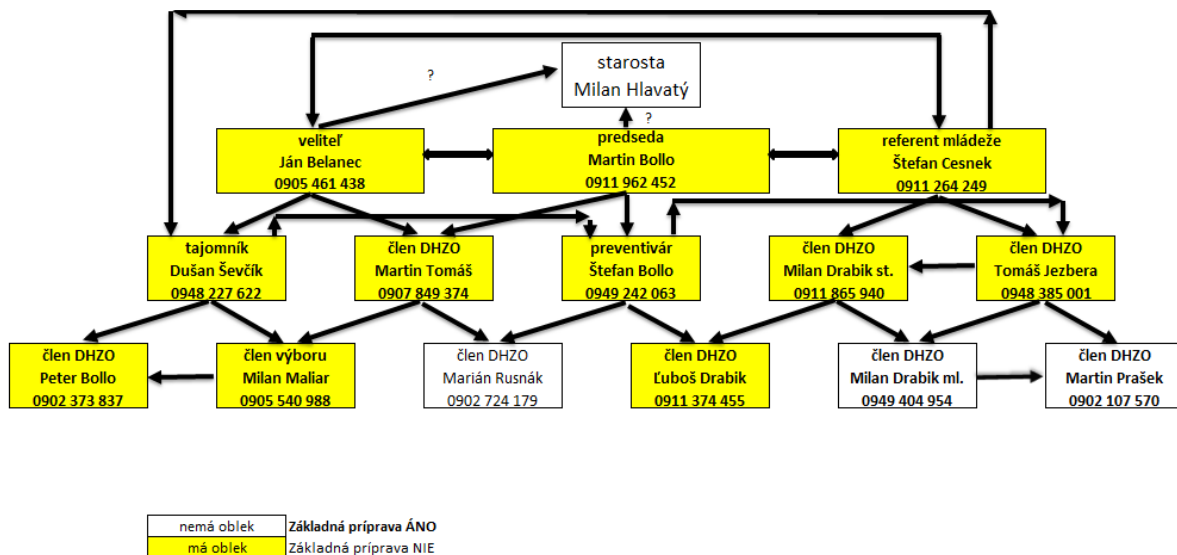 starosta
Milan Hlavatý
?
?
veliteľ
Ján Belanec
0905 461 438
predseda
Martin Bollo
0911 962 452
referent mládeže
Štefan Cesnek
0911 264 249
tajomník
Dušan Ševčík
0948 227 622
člen DHZO
Martin Tomáš
0907 849 374
preventivár
Štefan Bollo
0949 242 063
člen DHZO
Milan Drabik st.
0911 865 940
člen DHZO
Tomáš Jezbera
0948 385 001
člen DHZO
Peter Bollo
0902 373 837
člen výboru
Milan Maliar
0905 540 988
člen DHZO
Marián Rusnák
0902 724 179
člen DHZO
Ľuboš Drabik
0911 374 455
člen DHZO
Milan Drabik ml.
0949 404 954
člen DHZO
Martin Prašek
0902 107 570
nemá oblek Základná príprava ÁNO
má oblek Základná príprava NIE